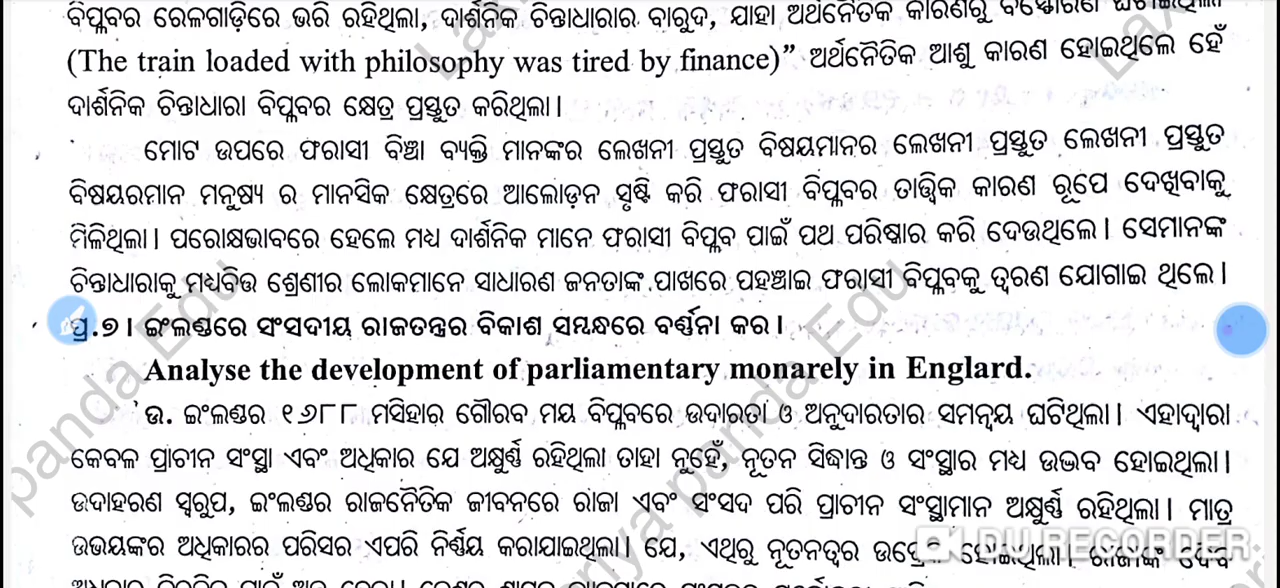 ବିପ୍ଳବର ରେଳଗାଡ଼ିରେ ଭରି ରହିଥିଲା, ଦାର୍ଶନିକ ଚିନ୍ତାଧାରାର ବାରୁଦ, ଯାହା ଅର୍ଥନୈତିକ କାରଣରୁ
(The train loaded with philosophy was tired by finance)” ଅର୍ଥନୈତିକ ଆଶୁ କାରଣ ହୋଇଥିଲେ ହେଁ
ଦାର୍ଶନିକ ଚିନ୍ତାଧାରା ବିପ୍ଳବର କ୍ଷେତ୍ର ପ୍ରସ୍ତୁତ କରିଥିଲା।
ମୋଟ ଉପରେ ଫରାସୀ ବିଞ୍ଚା ବ୍ୟକ୍ତି ମାନଙ୍କର ଲେଖନୀ ପ୍ରସ୍ତୁତ ବିଷୟମାନର ଲେଖନୀ ପ୍ରସ୍ତୁତ ଲେଖନୀ ପ୍ରସ୍ତୁତ
ବିଷୟରମାନ ମନୁଷ୍ୟ ର ମାନସିକ କ୍ଷେତ୍ରରେ ଆଲୋଡ଼ନ ସୃଷ୍ଟି କରି ଫରାସୀ ବିପ୍ଳବର ତାତ୍ତ୍ୱିକ କାରଣ ରୂପେ ଦେଖିବାକୁ
ମିଳିଥିଲା। ପରୋକ୍ଷଭାବରେ ହେଲେ ମଧ୍ୟ ଦାର୍ଶନିକ ମାନେ ଫରାସୀ ବିପ୍ଳବ ପାଇଁ ପଥ ପରିଷ୍କାର କରି ଦେଉଥିଲେ। ସେମାନଙ୍କ
ଚିନ୍ତାଧାରାକୁ ମଧ୍ୟବିତ୍ତ ଶ୍ରେଣୀର ଲୋକମାନେ ସାଧାରଣ ଜନତାଙ୍କ ପାଖରେ ପହଞ୍ଚାଇ ଫରାସୀ ବିପ୍ଳବକୁ ତ୍ୱରଣ ଯୋଗାଇ ଥିଲେ।
ପ୍ର.୭। ଇଂଲଣ୍ଡରେ ସଂସଦୀୟ ରାଜତନ୍ତ୍ରର ବିକାଶ ସମ୍ବନ୍ଧରେ ବର୍ଣ୍ଣନା କର।
Analyse the development of parliamentary monarely in Englard.
ଉ. ଇଂଲଣ୍ଡର ୧୬୮୮ ମସିହାର ଗୌରବ ମୟ ବିପ୍ଳବରେ ଉଦାରତା ଓ ଅନୁଦାରତାର ସମନ୍ୱୟ ଘଟିଥିଲା। ଏହାଦ୍ୱାରା
କେବଳ ପ୍ରାଚୀନ ସଂସ୍ଥା ଏବଂ ଅଧିକାର ଯେ ଅକ୍ଷୁର୍ଣ୍ଣ ରହିଥିଲା ତାହା ନୁହେଁ, ନୂତନ ସିଦ୍ଧାନ୍ତ ଓ ସଂସ୍ଥାର ମଧ୍ୟ ଉଦ୍ଭବ ହୋଇଥିଲା।
ଉଦାହରଣ ସ୍ୱରୂପ, ଇଂଲଣ୍ଡର ରାଜନୈତିକ ଜୀବନରେ ରାଜା ଏବଂ ସଂସଦ ପରି ପ୍ରାଚୀନ ସଂସ୍ଥାମାନ ଅକ୍ଷୁର୍ଣ୍ଣ ରହିଥିଲା। ମାତ୍ର
ଉଭୟଙ୍କର ଅଧିକାରର ପରିସର ଏପରି ନିର୍ଣ୍ଣୟ କରାଯାଇଥିଲା। ଯେ, ଏଥିରୁ ନୂତନତ୍ୱର
DU RECORDER